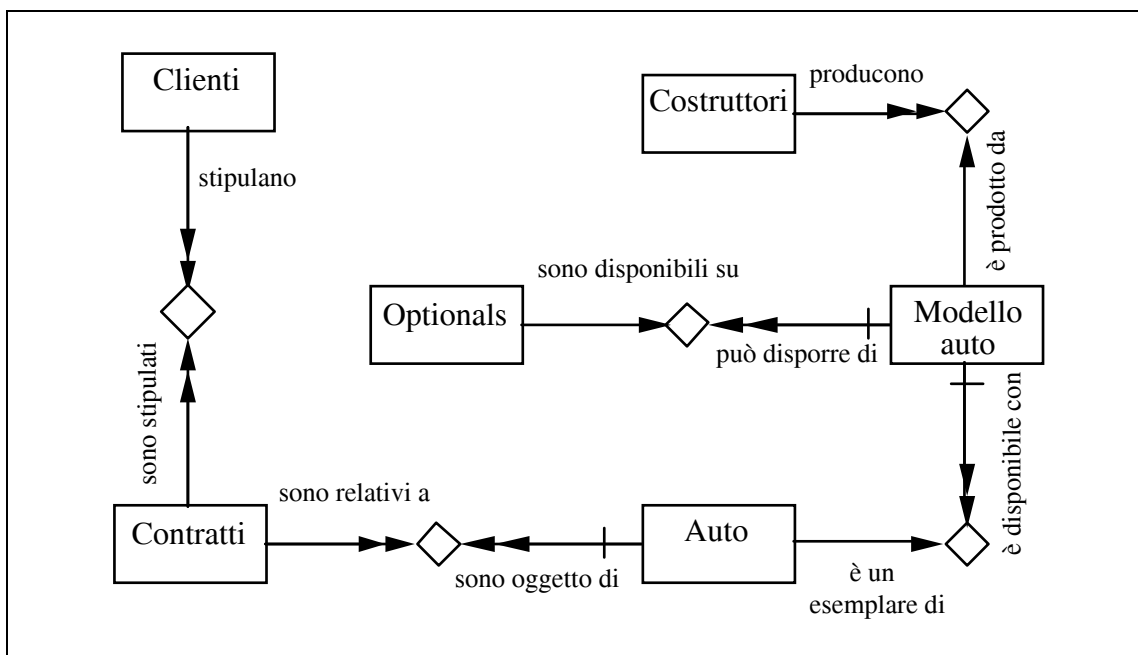 Clienti
producono
Costruttori
è prodotto da
stipulano
sono disponibili su
Optionals
Modello
auto
può disporre di
sono stipulati
è disponibile con
sono relativi a
Contratti
Auto
sono oggetto di
è un
esemplare di